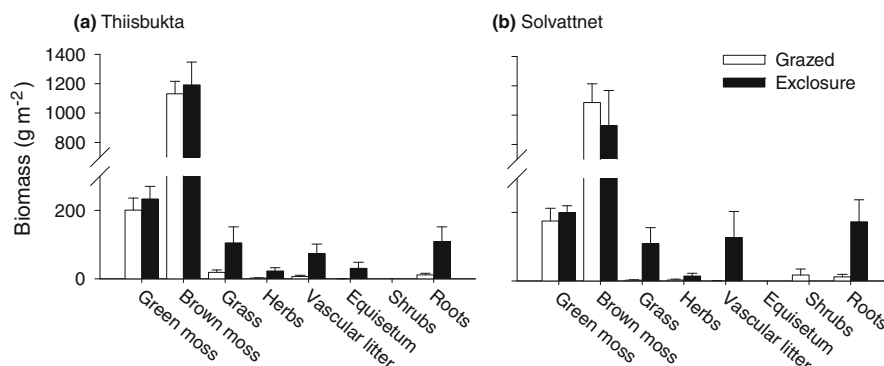 (a) Thiisbukta
(b) Solvattnet
Grazed
Exclosure
Biomass (g m⁻²)
1400
1200
1000
800
200
0
Green moss
Brown moss
Grass
Herbs
Vascular litter
Equisetum
Shrubs
Roots
Green moss
Brown moss
Grass
Herbs
Vascular litter
Equisetum
Shrubs
Roots